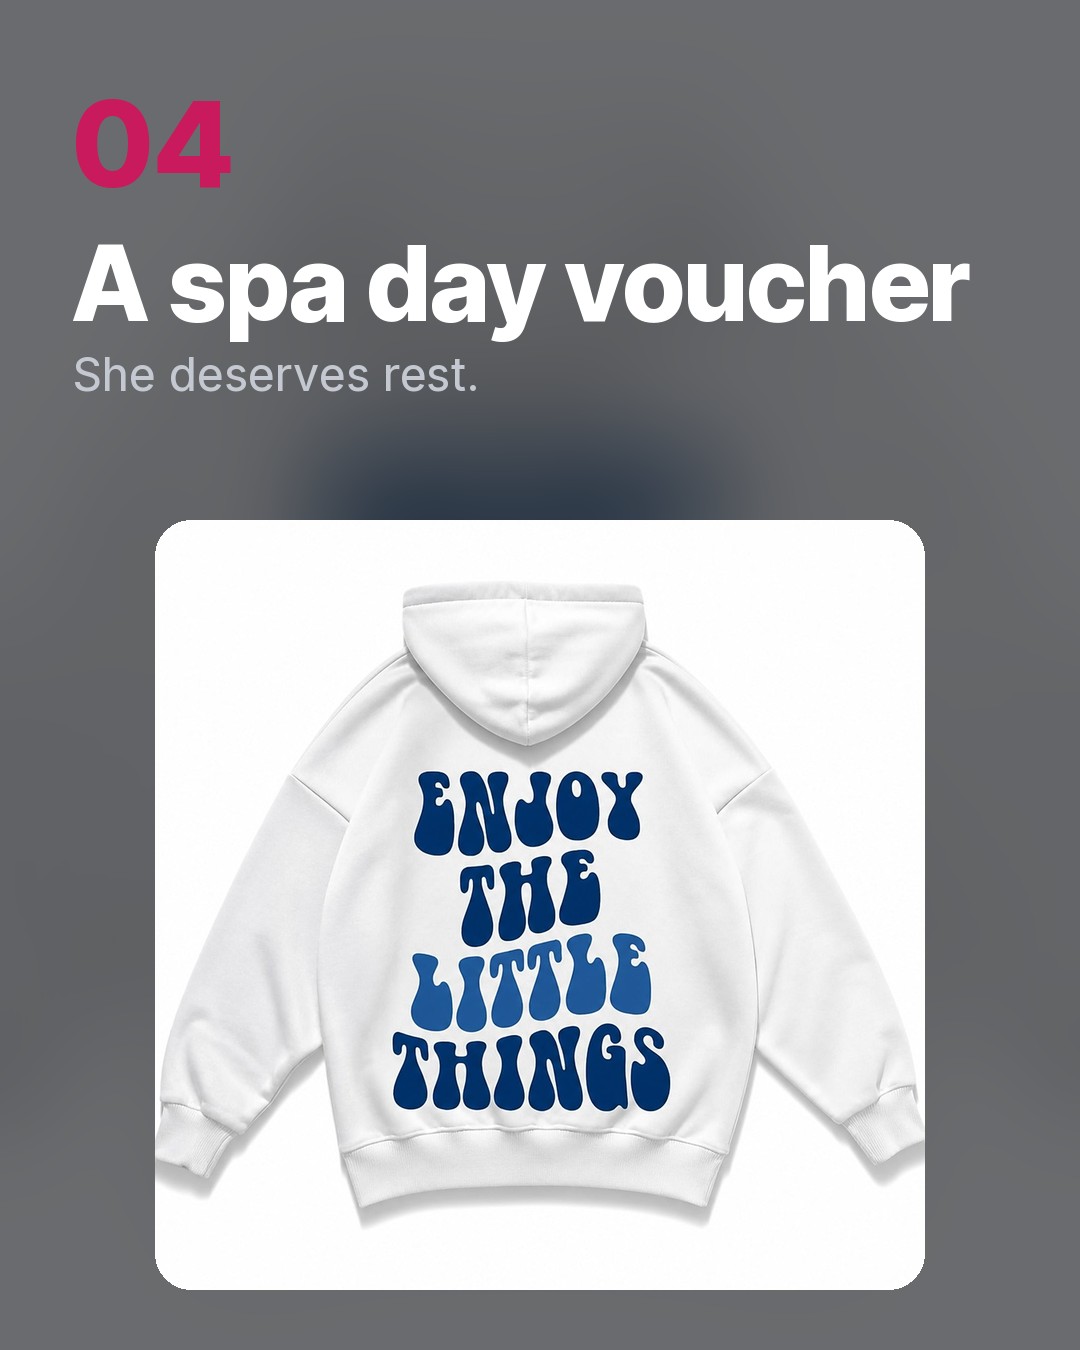 04
A spa day voucher
She deserves rest.
ENJOY
THE
LITTLE
THINGS